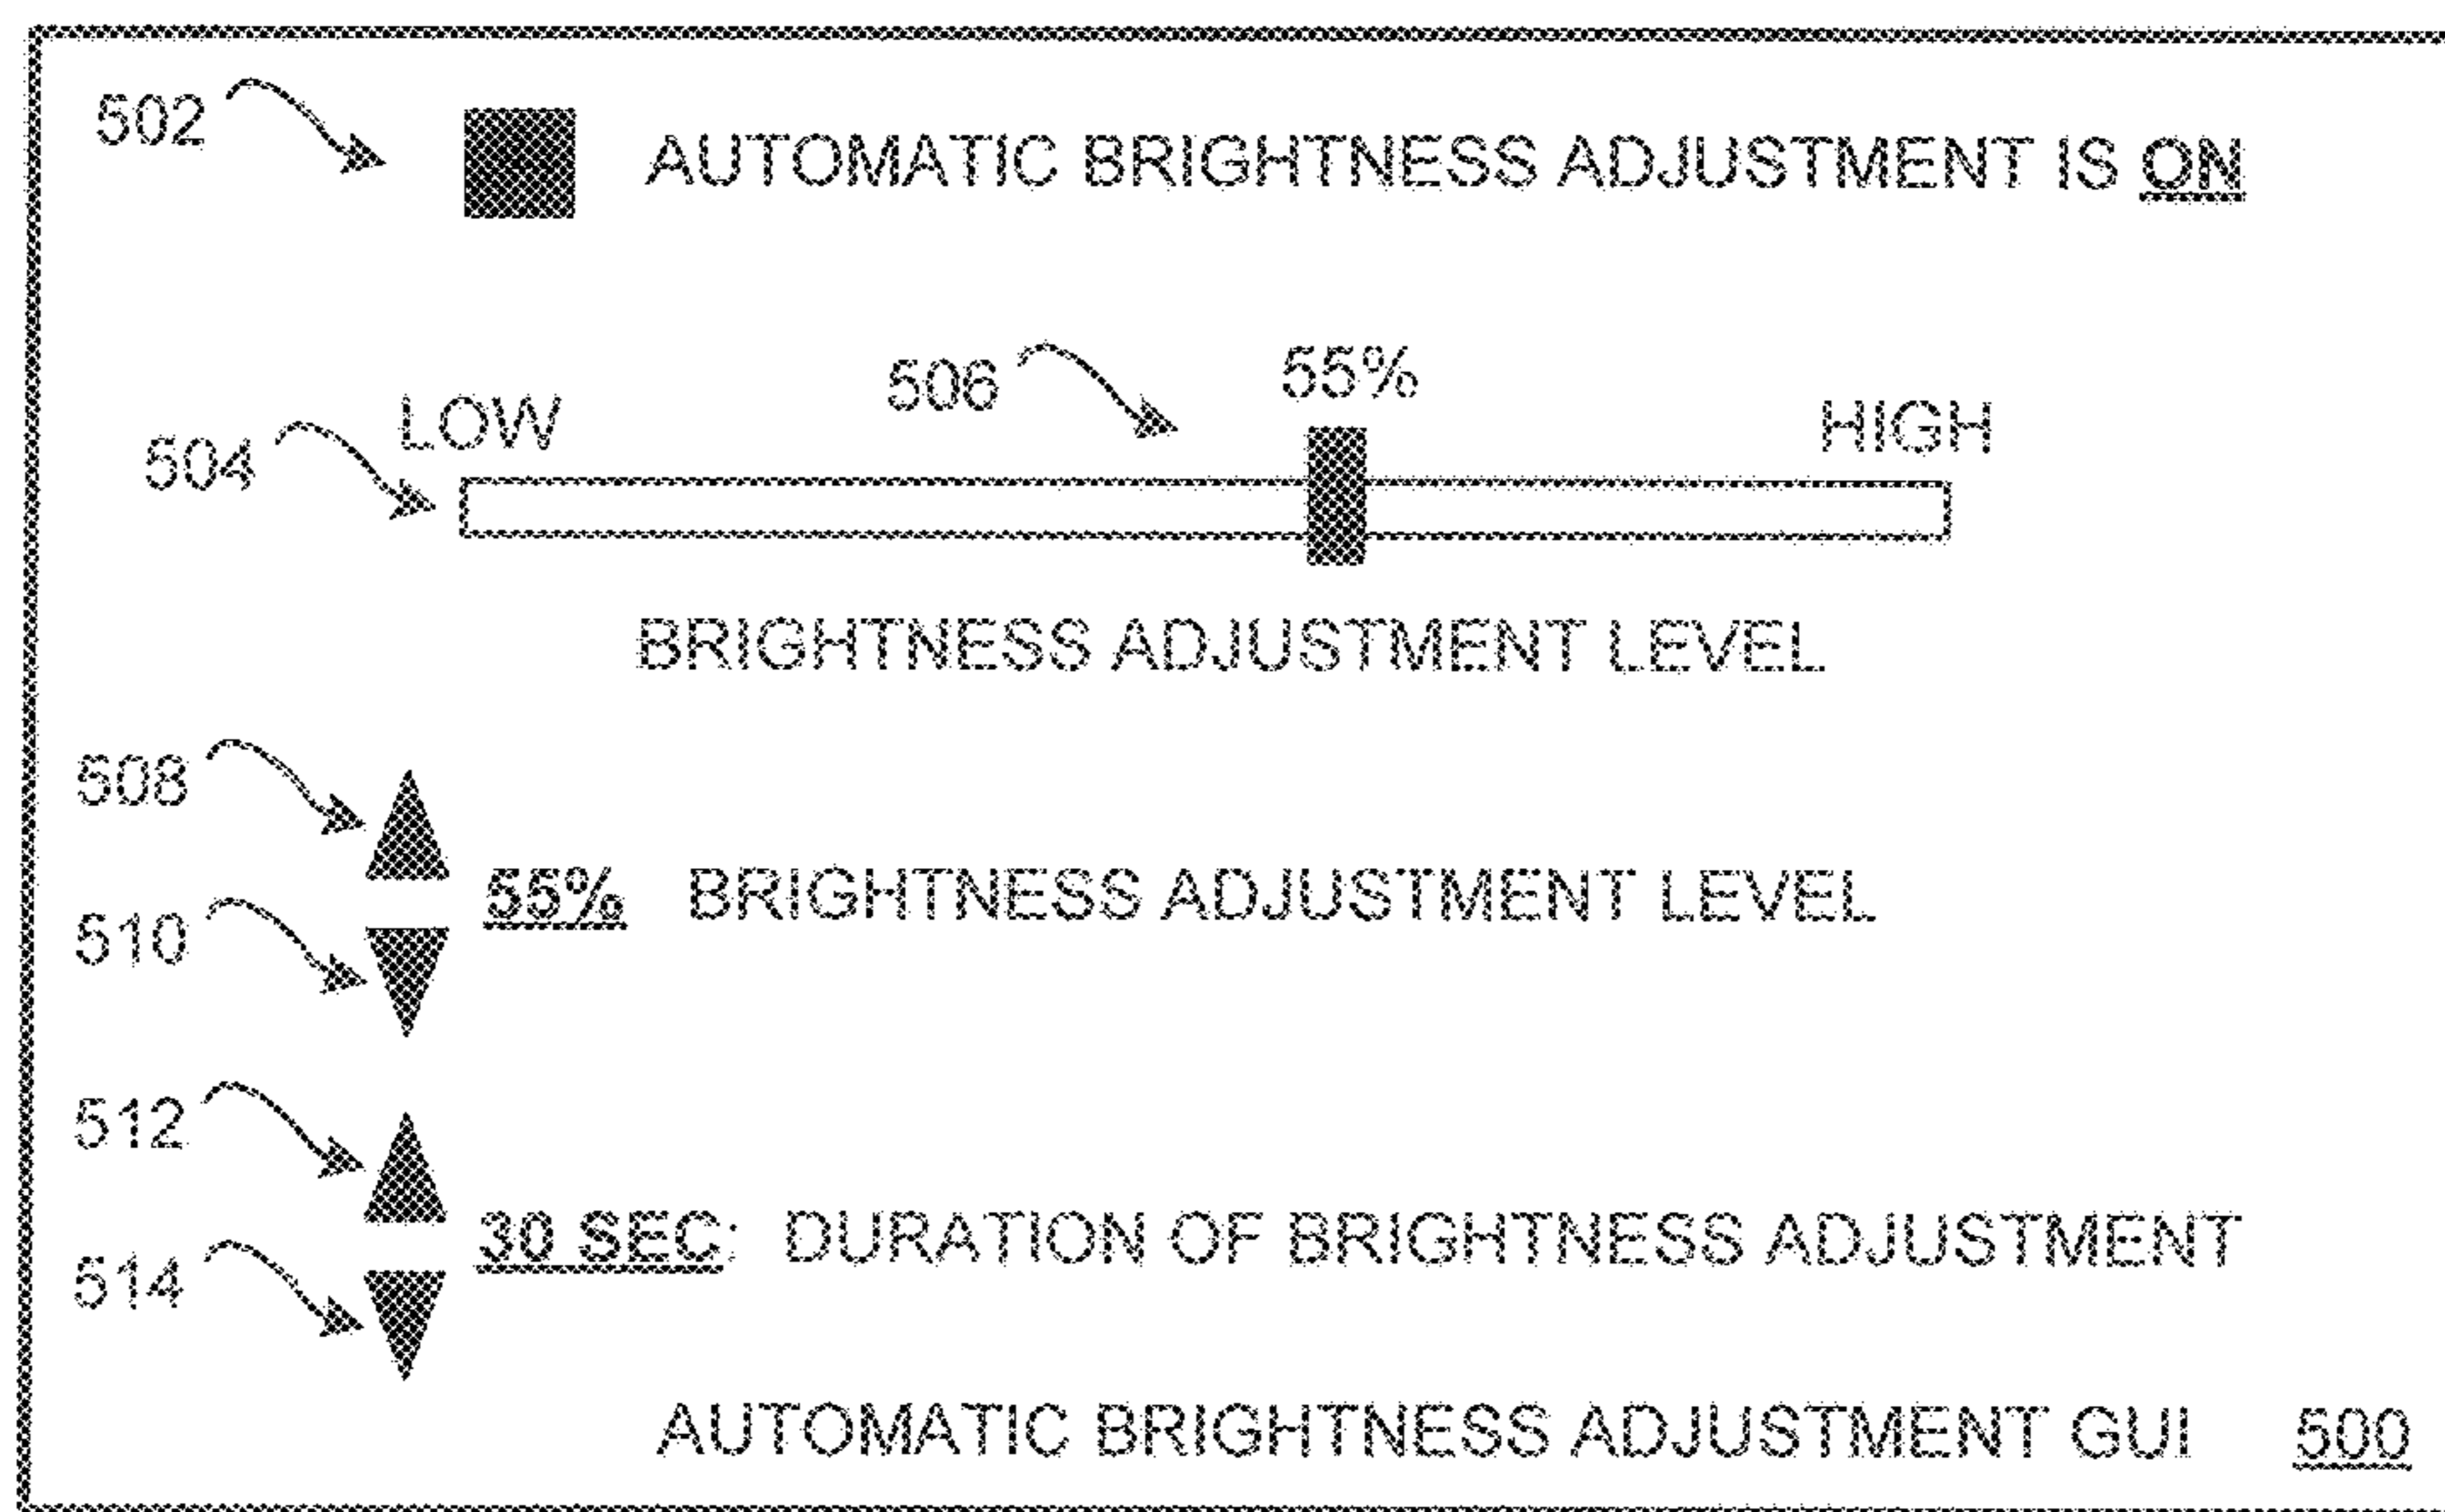 502 AUTOMATIC BRIGHTNESS ADJUSTMENT IS ON
506 55%
LOW HIGH
504
BRIGHTNESS ADJUSTMENT LEVEL
508
55% BRIGHTNESS ADJUSTMENT LEVEL
510
512
30 SEC: DURATION OF BRIGHTNESS ADJUSTMENT
514
AUTOMATIC BRIGHTNESS ADJUSTMENT GUI 500